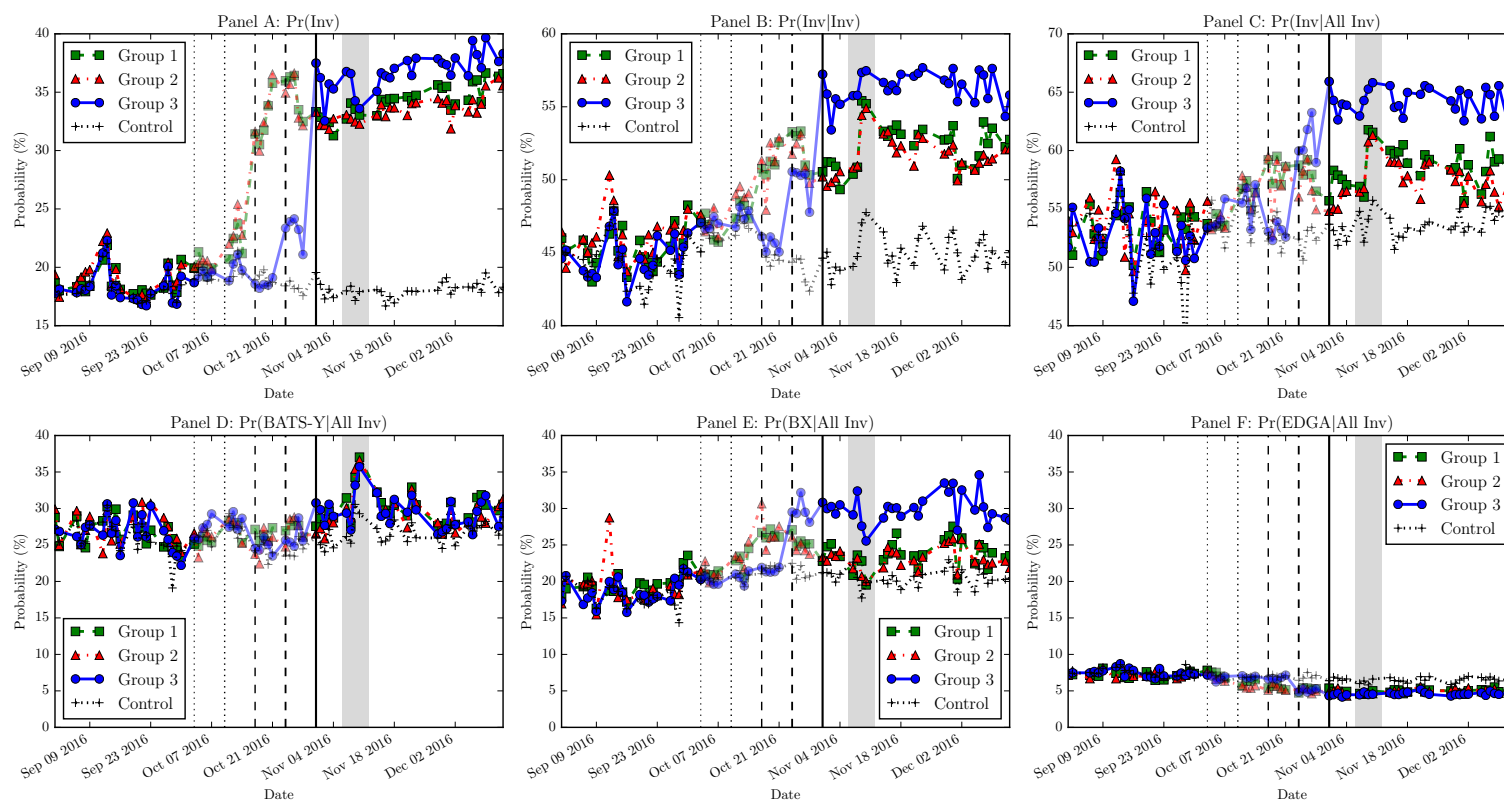 Panel A: Pr(Inv)
Probability (%)
40
35
30
25
20
15
Group 1
Group 2
Group 3
Control
Sep 09 2016
Sep 23 2016
Oct 07 2016
Oct 21 2016
Nov 04 2016
Nov 18 2016
Dec 02 2016
Date
Panel B: Pr(Inv|Inv)
Probability (%)
60
55
50
45
40
Group 1
Group 2
Group 3
Control
Sep 09 2016
Sep 23 2016
Oct 07 2016
Oct 21 2016
Nov 04 2016
Nov 18 2016
Dec 02 2016
Date
Panel C: Pr(Inv|All Inv)
Probability (%)
70
65
60
55
50
45
Group 1
Group 2
Group 3
Control
Sep 09 2016
Sep 23 2016
Oct 07 2016
Oct 21 2016
Nov 04 2016
Nov 18 2016
Dec 02 2016
Date
Panel D: Pr(BATS-Y|All Inv)
Probability (%)
40
35
30
25
20
15
10
5
0
Group 1
Group 2
Group 3
Control
Sep 09 2016
Sep 23 2016
Oct 07 2016
Oct 21 2016
Nov 04 2016
Nov 18 2016
Dec 02 2016
Date
Panel E: Pr(BX|All Inv)
Probability (%)
40
35
30
25
20
15
10
5
0
Group 1
Group 2
Group 3
Control
Sep 09 2016
Sep 23 2016
Oct 07 2016
Oct 21 2016
Nov 04 2016
Nov 18 2016
Dec 02 2016
Date
Panel F: Pr(EDGA|All Inv)
Probability (%)
40
35
30
25
20
15
10
5
0
Group 1
Group 2
Group 3
Control
Sep 09 2016
Sep 23 2016
Oct 07 2016
Oct 21 2016
Nov 04 2016
Nov 18 2016
Dec 02 2016
Date